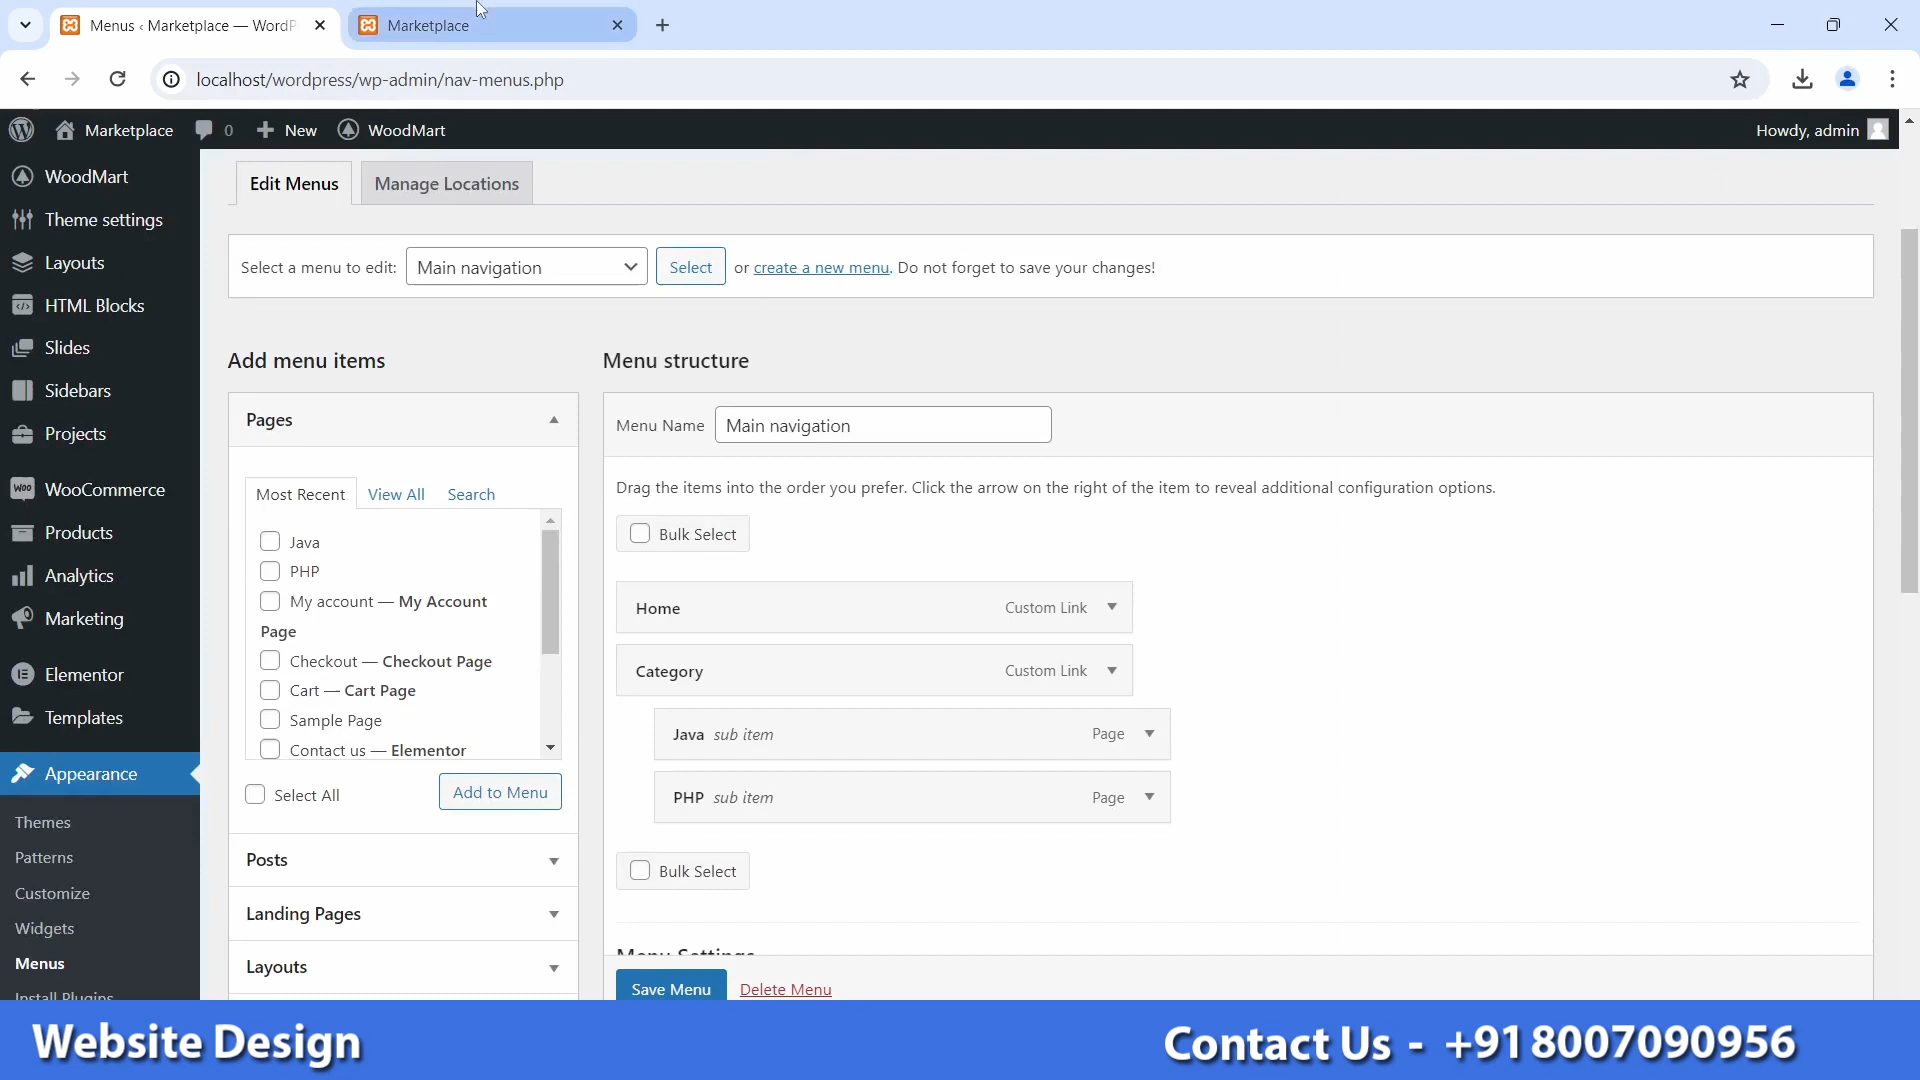 Menus ‹ Marketplace — WordP
Marketplace
localhost/wordpress/wp-admin/nav-menus.php
Marketplace
0
New
WoodMart
Howdy, admin
WoodMart
Theme settings
Layouts
HTML Blocks
Slides
Sidebars
Projects
Woo
WooCommerce
Products
Analytics
Marketing
Elementor
Templates
Appearance
Themes
Patterns
Customize
Widgets
Menus
Install Plugins
Edit Menus
Manage Locations
Select a menu to edit:
Main navigation
Select
or create a new menu. Do not forget to save your changes!
Add menu items
Pages
Most Recent
View All
Search
Java
PHP
My account — My Account
Page
Checkout — Checkout Page
Cart — Cart Page
Sample Page
Contact us — Elementor
Select All
Add to Menu
Posts
Landing Pages
Layouts
Menu structure
Menu Name
Main navigation
Drag the items into the order you prefer. Click the arrow on the right of the item to reveal additional configuration options.
Bulk Select
Home
Custom Link
Category
Custom Link
Java sub item
Page
PHP sub item
Page
Bulk Select
Menu Settings
Save Menu
Delete Menu
Website Design
Contact Us - +91 8007090956